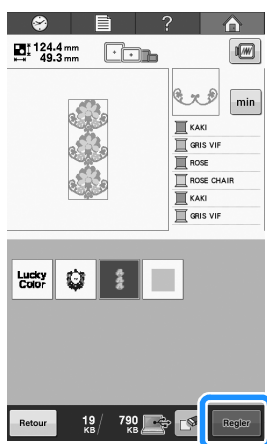 ?
124.4 mm
49.3 mm
min
KAKI
GRIS VIF
ROSE
ROSE CHAIR
KAKI
GRIS VIF
Lucky
Color
Retour
19 KB / 790 KB
Regler